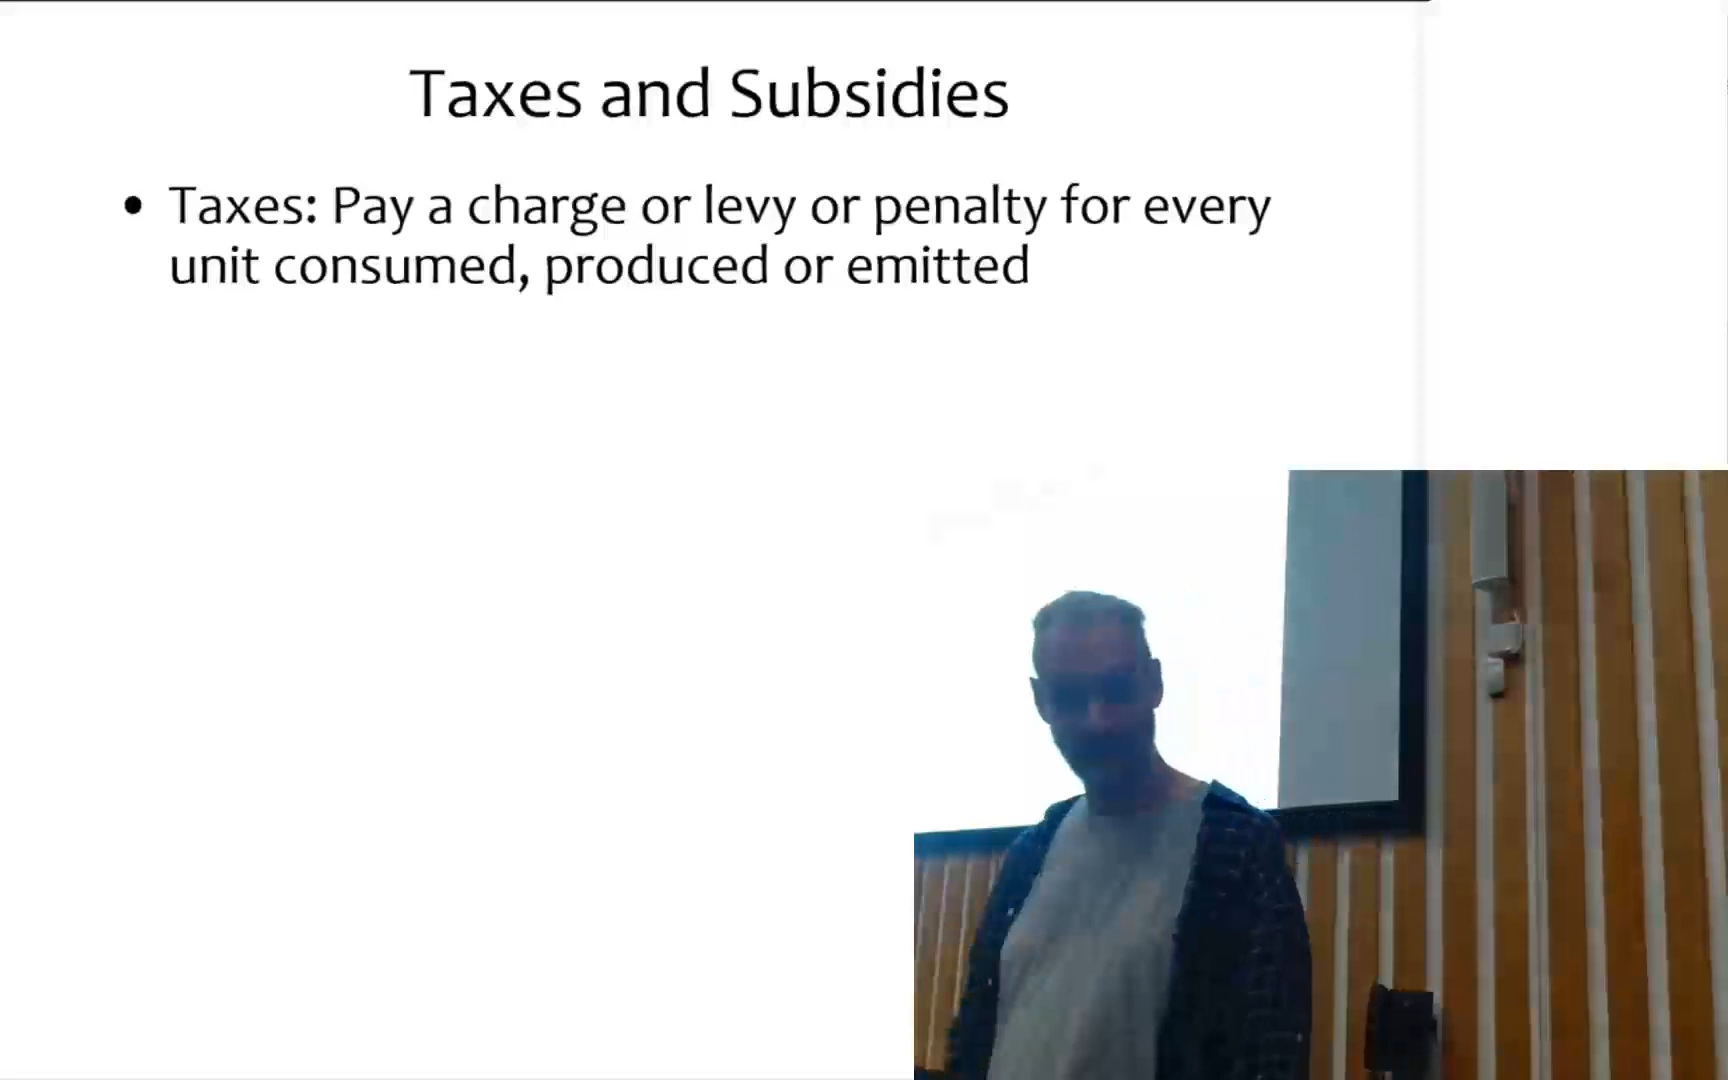 Taxes and Subsidies
• Taxes: Pay a charge or levy or penalty for every
unit consumed, produced or emitted